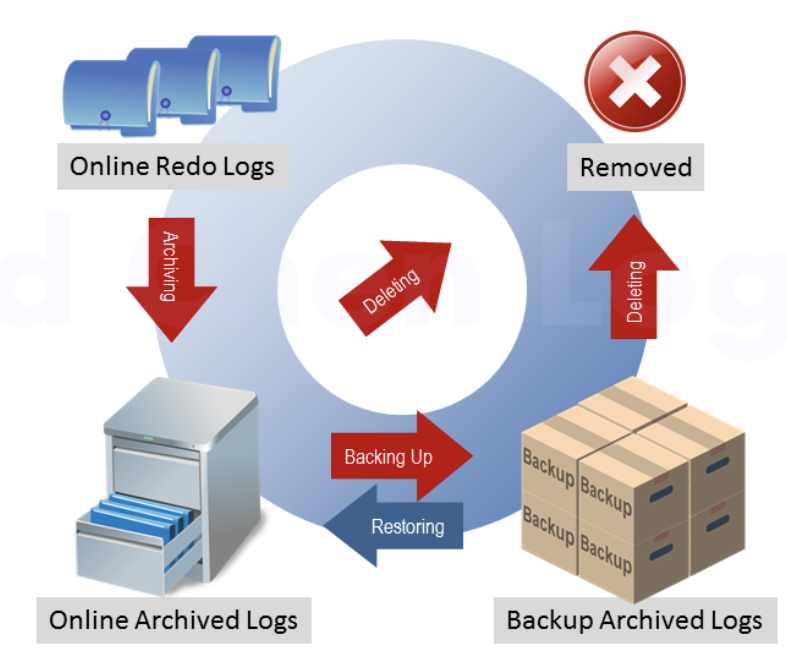 Online Redo Logs
Removed
Archiving
Deleting
Deleting
Backing Up
Restoring
Backup
Backup
Backup
Backup
Online Archived Logs
Backup Archived Logs